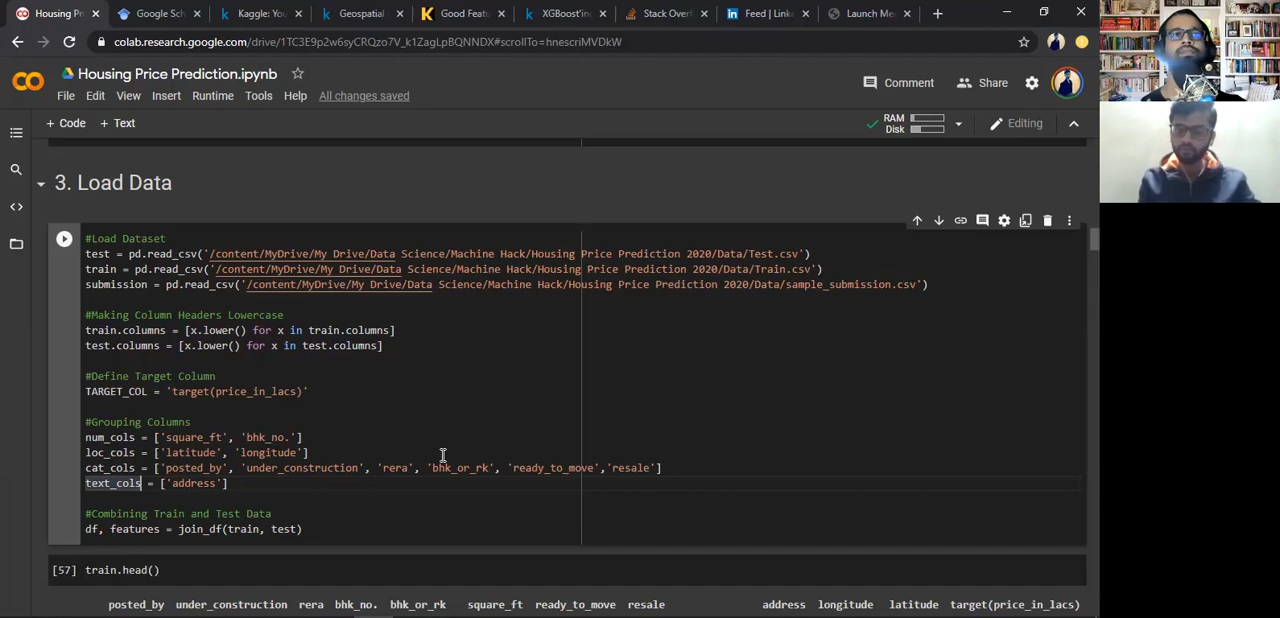 Housing Pr
Google Sch
Kaggle: You
Geospatial
Good Featu
XGBoost'ing
Stack Overf
Feed | Link
Launch Mee
colab.research.google.com/drive/1TC3E9p2w6syCRQzo7V_k1ZagLpBQNNDX#scrollTo=hnescriMVDkW
Housing Price Prediction.ipynb
File Edit View Insert Runtime Tools Help All changes saved
Comment Share
+ Code + Text
RAM
Disk
Editing
3. Load Data
#Load Dataset
test = pd.read_csv('/content/MyDrive/My Drive/Data Science/Machine Hack/Housing Price Prediction 2020/Data/Test.csv')
train = pd.read_csv('/content/MyDrive/My Drive/Data Science/Machine Hack/Housing Price Prediction 2020/Data/Train.csv')
submission = pd.read_csv('/content/MyDrive/My Drive/Data Science/Machine Hack/Housing Price Prediction 2020/Data/sample_submission.csv')
#Making Column Headers Lowercase
train.columns = [x.lower() for x in train.columns]
test.columns = [x.lower() for x in test.columns]
#Define Target Column
TARGET_COL = 'target(price_in_lacs)'
#Grouping Columns
num_cols = ['square_ft', 'bhk_no.']
loc_cols = ['latitude', 'longitude']
cat_cols = ['posted_by', 'under_construction', 'rera', 'bhk_or_rk', 'ready_to_move','resale']
text_cols = ['address']
#Combining Train and Test Data
df, features = join_df(train, test)
[57] train.head()
posted_by under_construction rera bhk_no. bhk_or_rk square_ft ready_to_move resale address longitude latitude target(price_in_lacs)